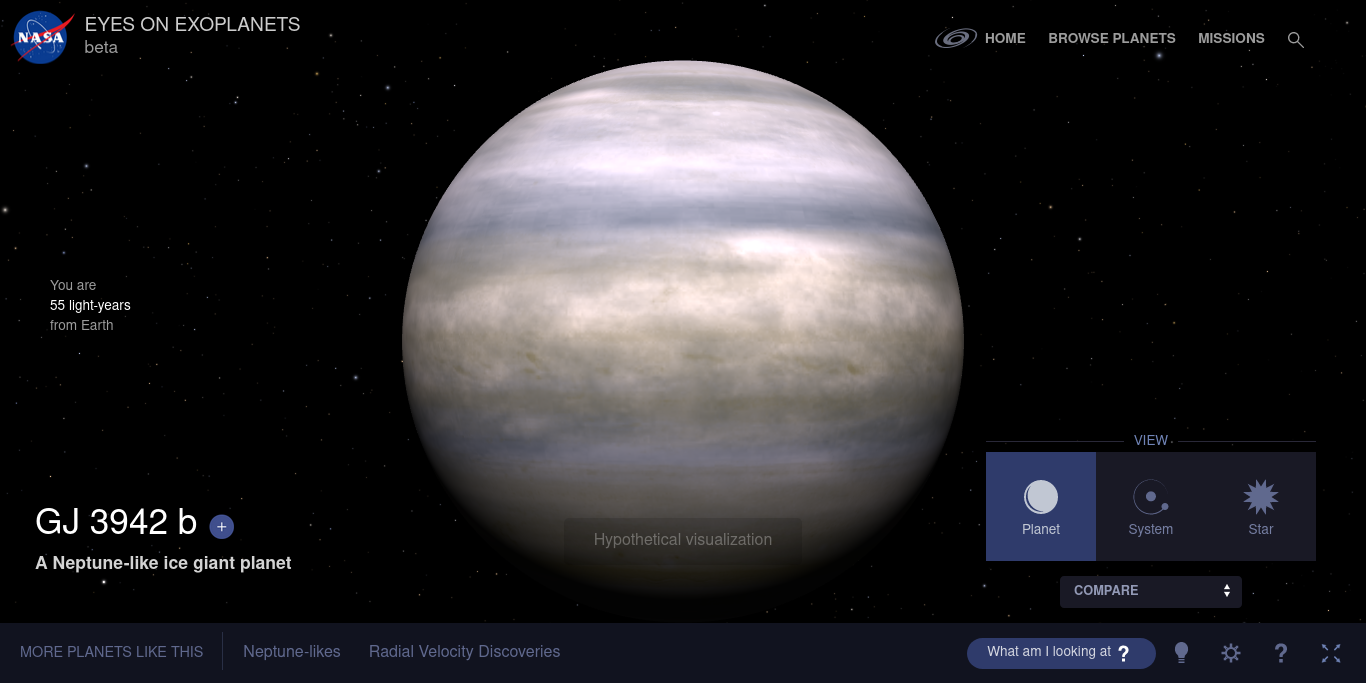 NASA
EYES ON EXOPLANETS
beta
HOME
BROWSE PLANETS
MISSIONS
You are
55 light-years
from Earth
VIEW
Planet
System
Star
GJ 3942 b +
A Neptune-like ice giant planet
Hypothetical visualization
COMPARE
MORE PLANETS LIKE THIS
Neptune-likes
Radial Velocity Discoveries
What am I looking at ?
?